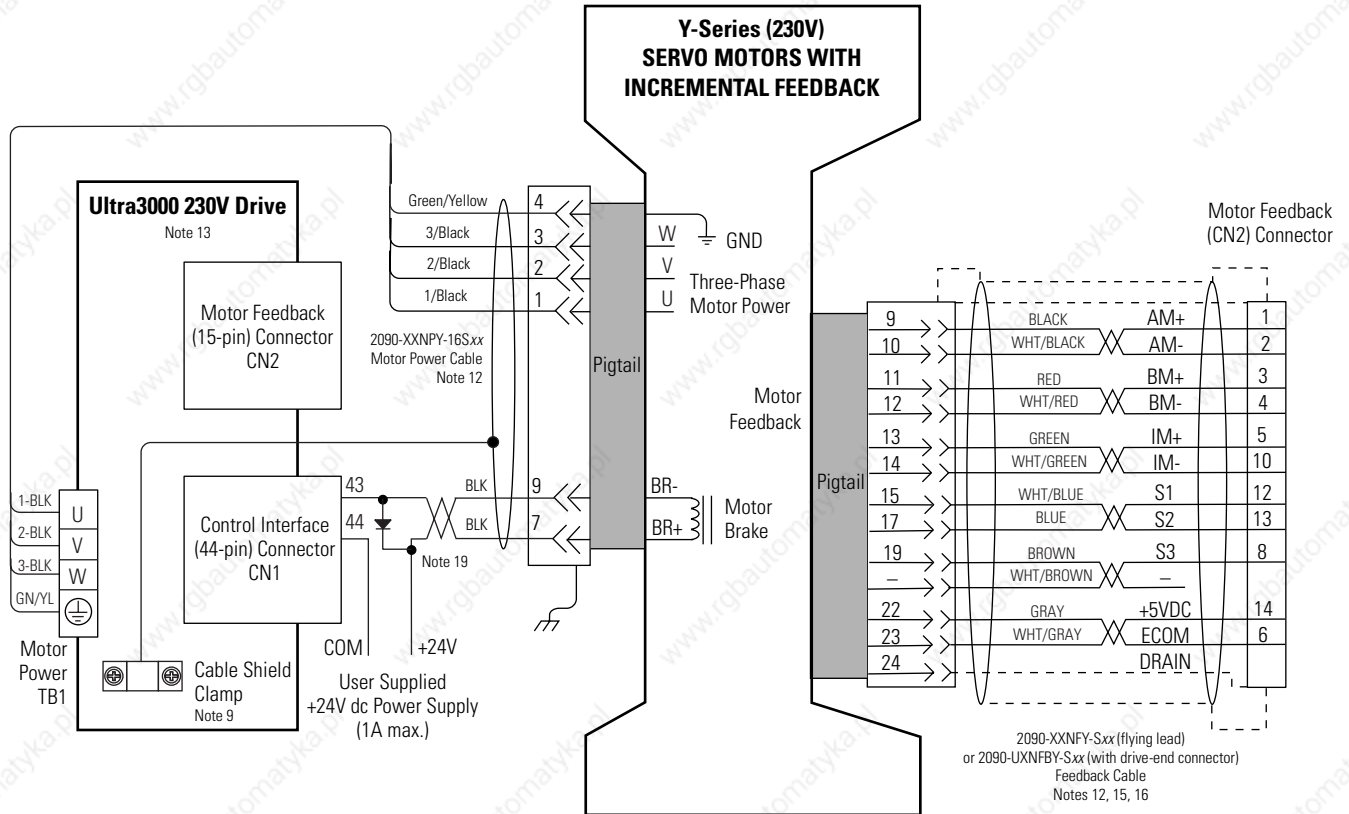 Y-Series (230V)
SERVO MOTORS WITH
INCREMENTAL FEEDBACK
Ultra3000 230V Drive
Note 13
Motor Feedback
(15-pin) Connector
CN2
Control Interface
(44-pin) Connector
CN1
43
44
1-BLK
2-BLK
3-BLK
GN/YL
U
V
W
Motor
Power
TB1
Cable Shield
Clamp
Note 9
COM
+24V
User Supplied
+24V dc Power Supply
(1A max.)
Green/Yellow
3/Black
2/Black
1/Black
4
3
2
1
2090-XXNPY-16Sxx
Motor Power Cable
Note 12
BLK
BLK
9
7
Note 19
Pigtail
W
V
U
GND
Three-Phase
Motor Power
BR-
BR+
Motor
Brake
Motor
Feedback
Pigtail
Motor Feedback
(CN2) Connector
9 BLACK AM+ 1
10 WHT/BLACK AM- 2
11 RED BM+ 3
12 WHT/RED BM- 4
13 GREEN IM+ 5
14 WHT/GREEN IM- 10
15 WHT/BLUE S1 12
17 BLUE S2 13
19 BROWN S3 8
– WHT/BROWN –
22 GRAY +5VDC 14
23 WHT/GRAY ECOM 6
24 DRAIN
2090-XXNFY-Sxx (flying lead)
or 2090-UXNFBY-Sxx (with drive-end connector)
Feedback Cable
Notes 12, 15, 16
www.rgbautomatyka.pl